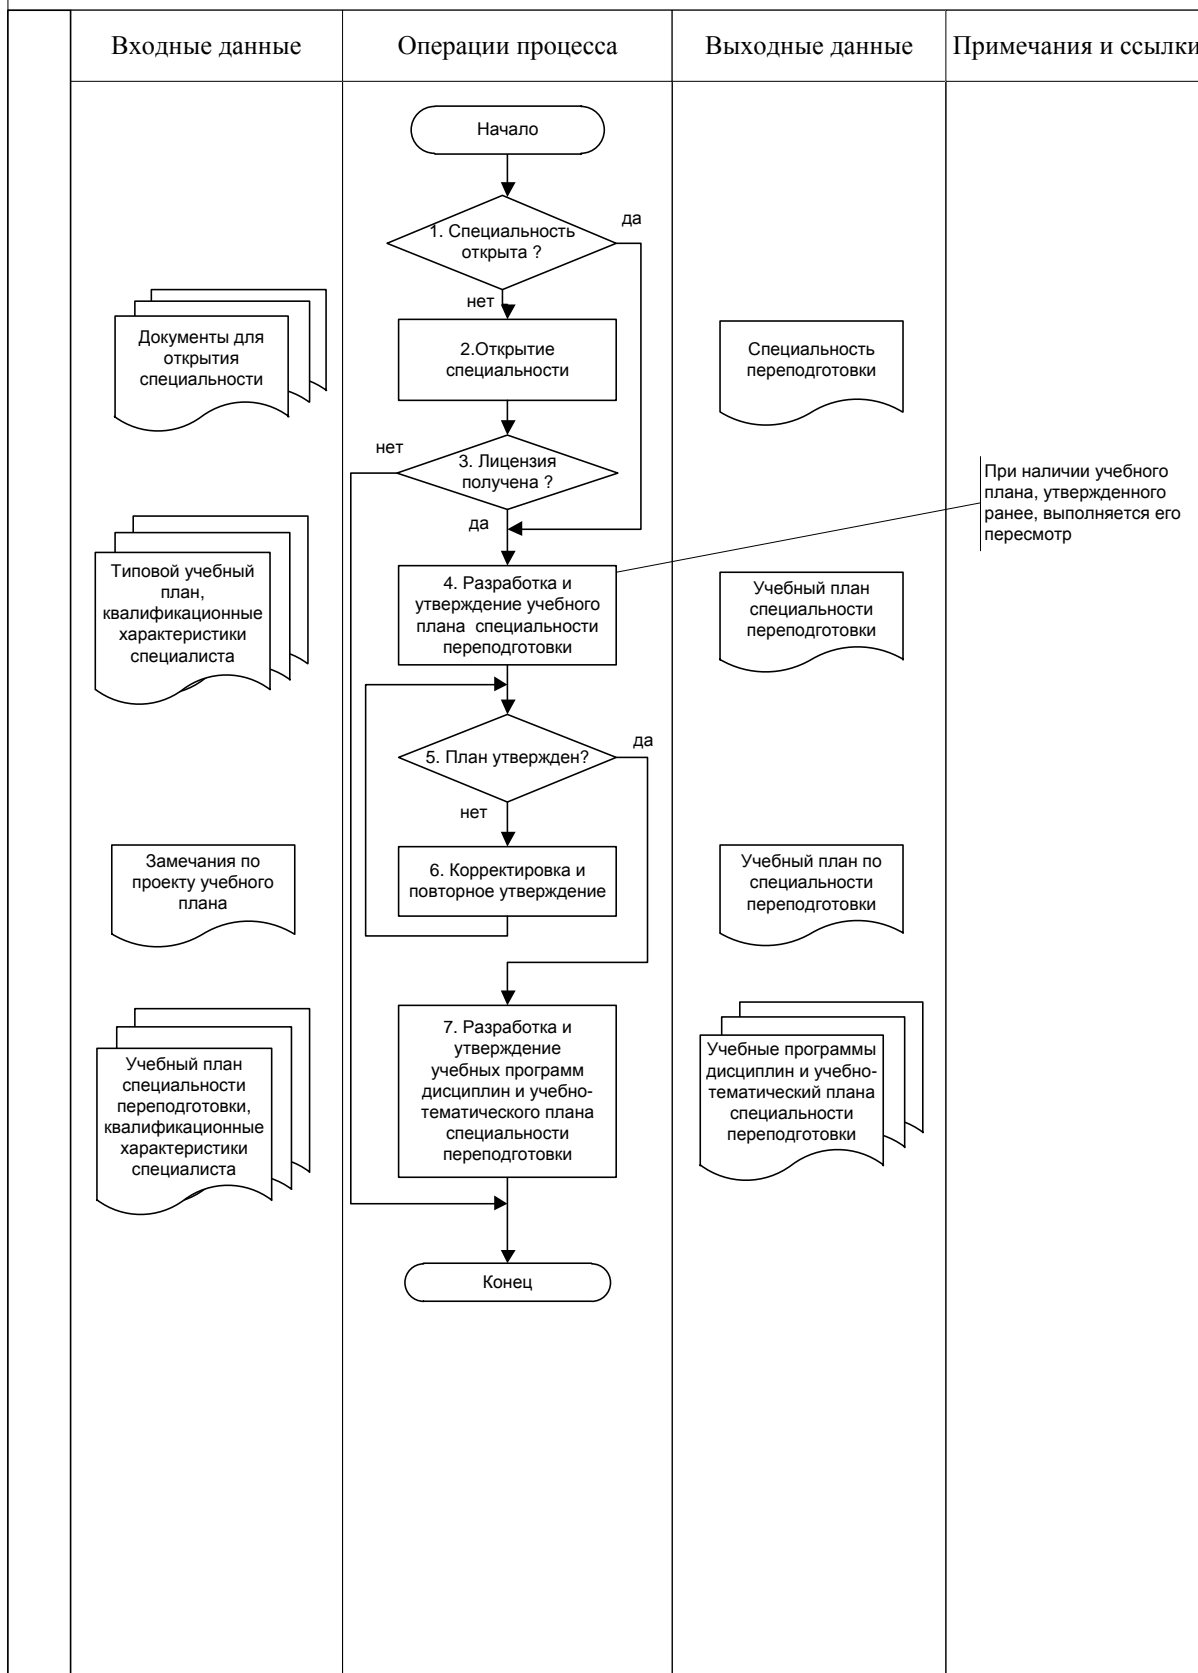 Входные данные
Операции процесса
Выходные данные
Примечания и ссылки
Начало
да
1. Специальность
открыта ?
нет
Документы для
открытия
специальности
2.Открытие
специальности
Специальность
переподготовки
нет
3. Лицензия
получена ?
При наличии учебного
плана, утвержденного
ранее, выполняется его
пересмотр
да
Типовой учебный
план,
квалификационные
характеристики
специалиста
4. Разработка и
утверждение учебного
плана специальности
переподготовки
Учебный план
специальности
переподготовки
да
5. План утвержден?
нет
Замечания по
проекту учебного
плана
6. Корректировка и
повторное утверждение
Учебный план по
специальности
переподготовки
Учебный план
специальности
переподготовки,
квалификационные
характеристики
специалиста
7. Разработка и
утверждение
учебных программ
дисциплин и учебно-
тематического плана
специальности
переподготовки
Учебные программы
дисциплин и учебно-
тематический плана
специальности
переподготовки
Конец